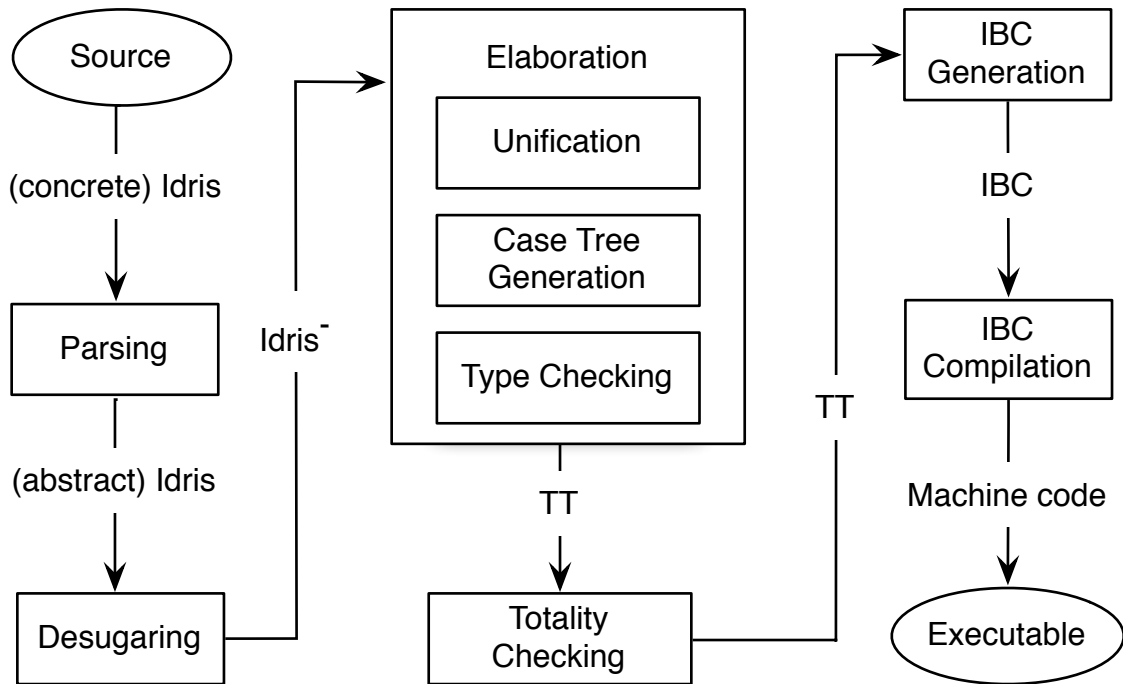 Source
(concrete) Idris
Parsing
(abstract) Idris
Desugaring
Idris⁻
Elaboration
Unification
Case Tree
Generation
Type Checking
TT
Totality
Checking
TT
IBC
Generation
IBC
IBC
Compilation
Machine code
Executable